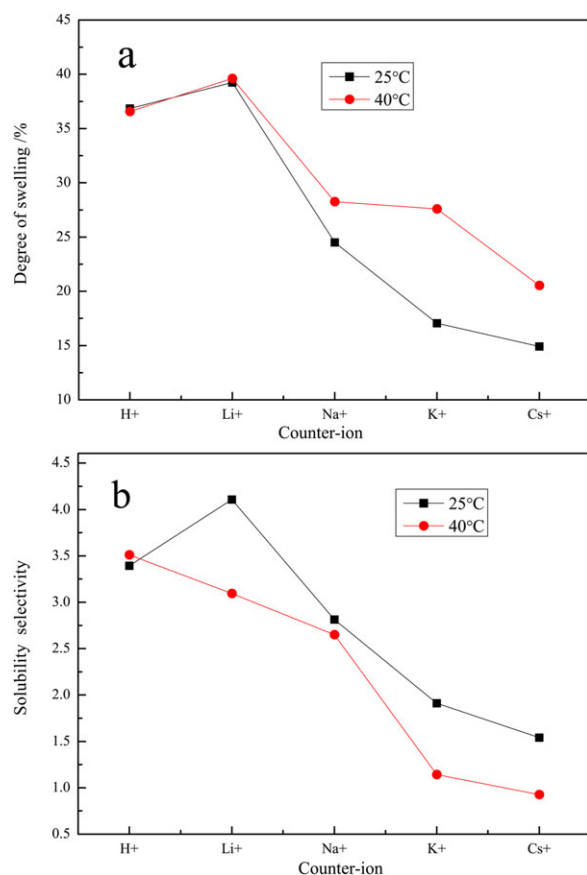 a
25°C
40°C
45
40
35
30
25
20
15
10
Degree of swelling /%
H+ Li+ Na+ K+ Cs+
Counter-ion
b
25°C
40°C
4.5
4.0
3.5
3.0
2.5
2.0
1.5
1.0
0.5
Solubility selectivity
H+ Li+ Na+ K+ Cs+
Counter-ion